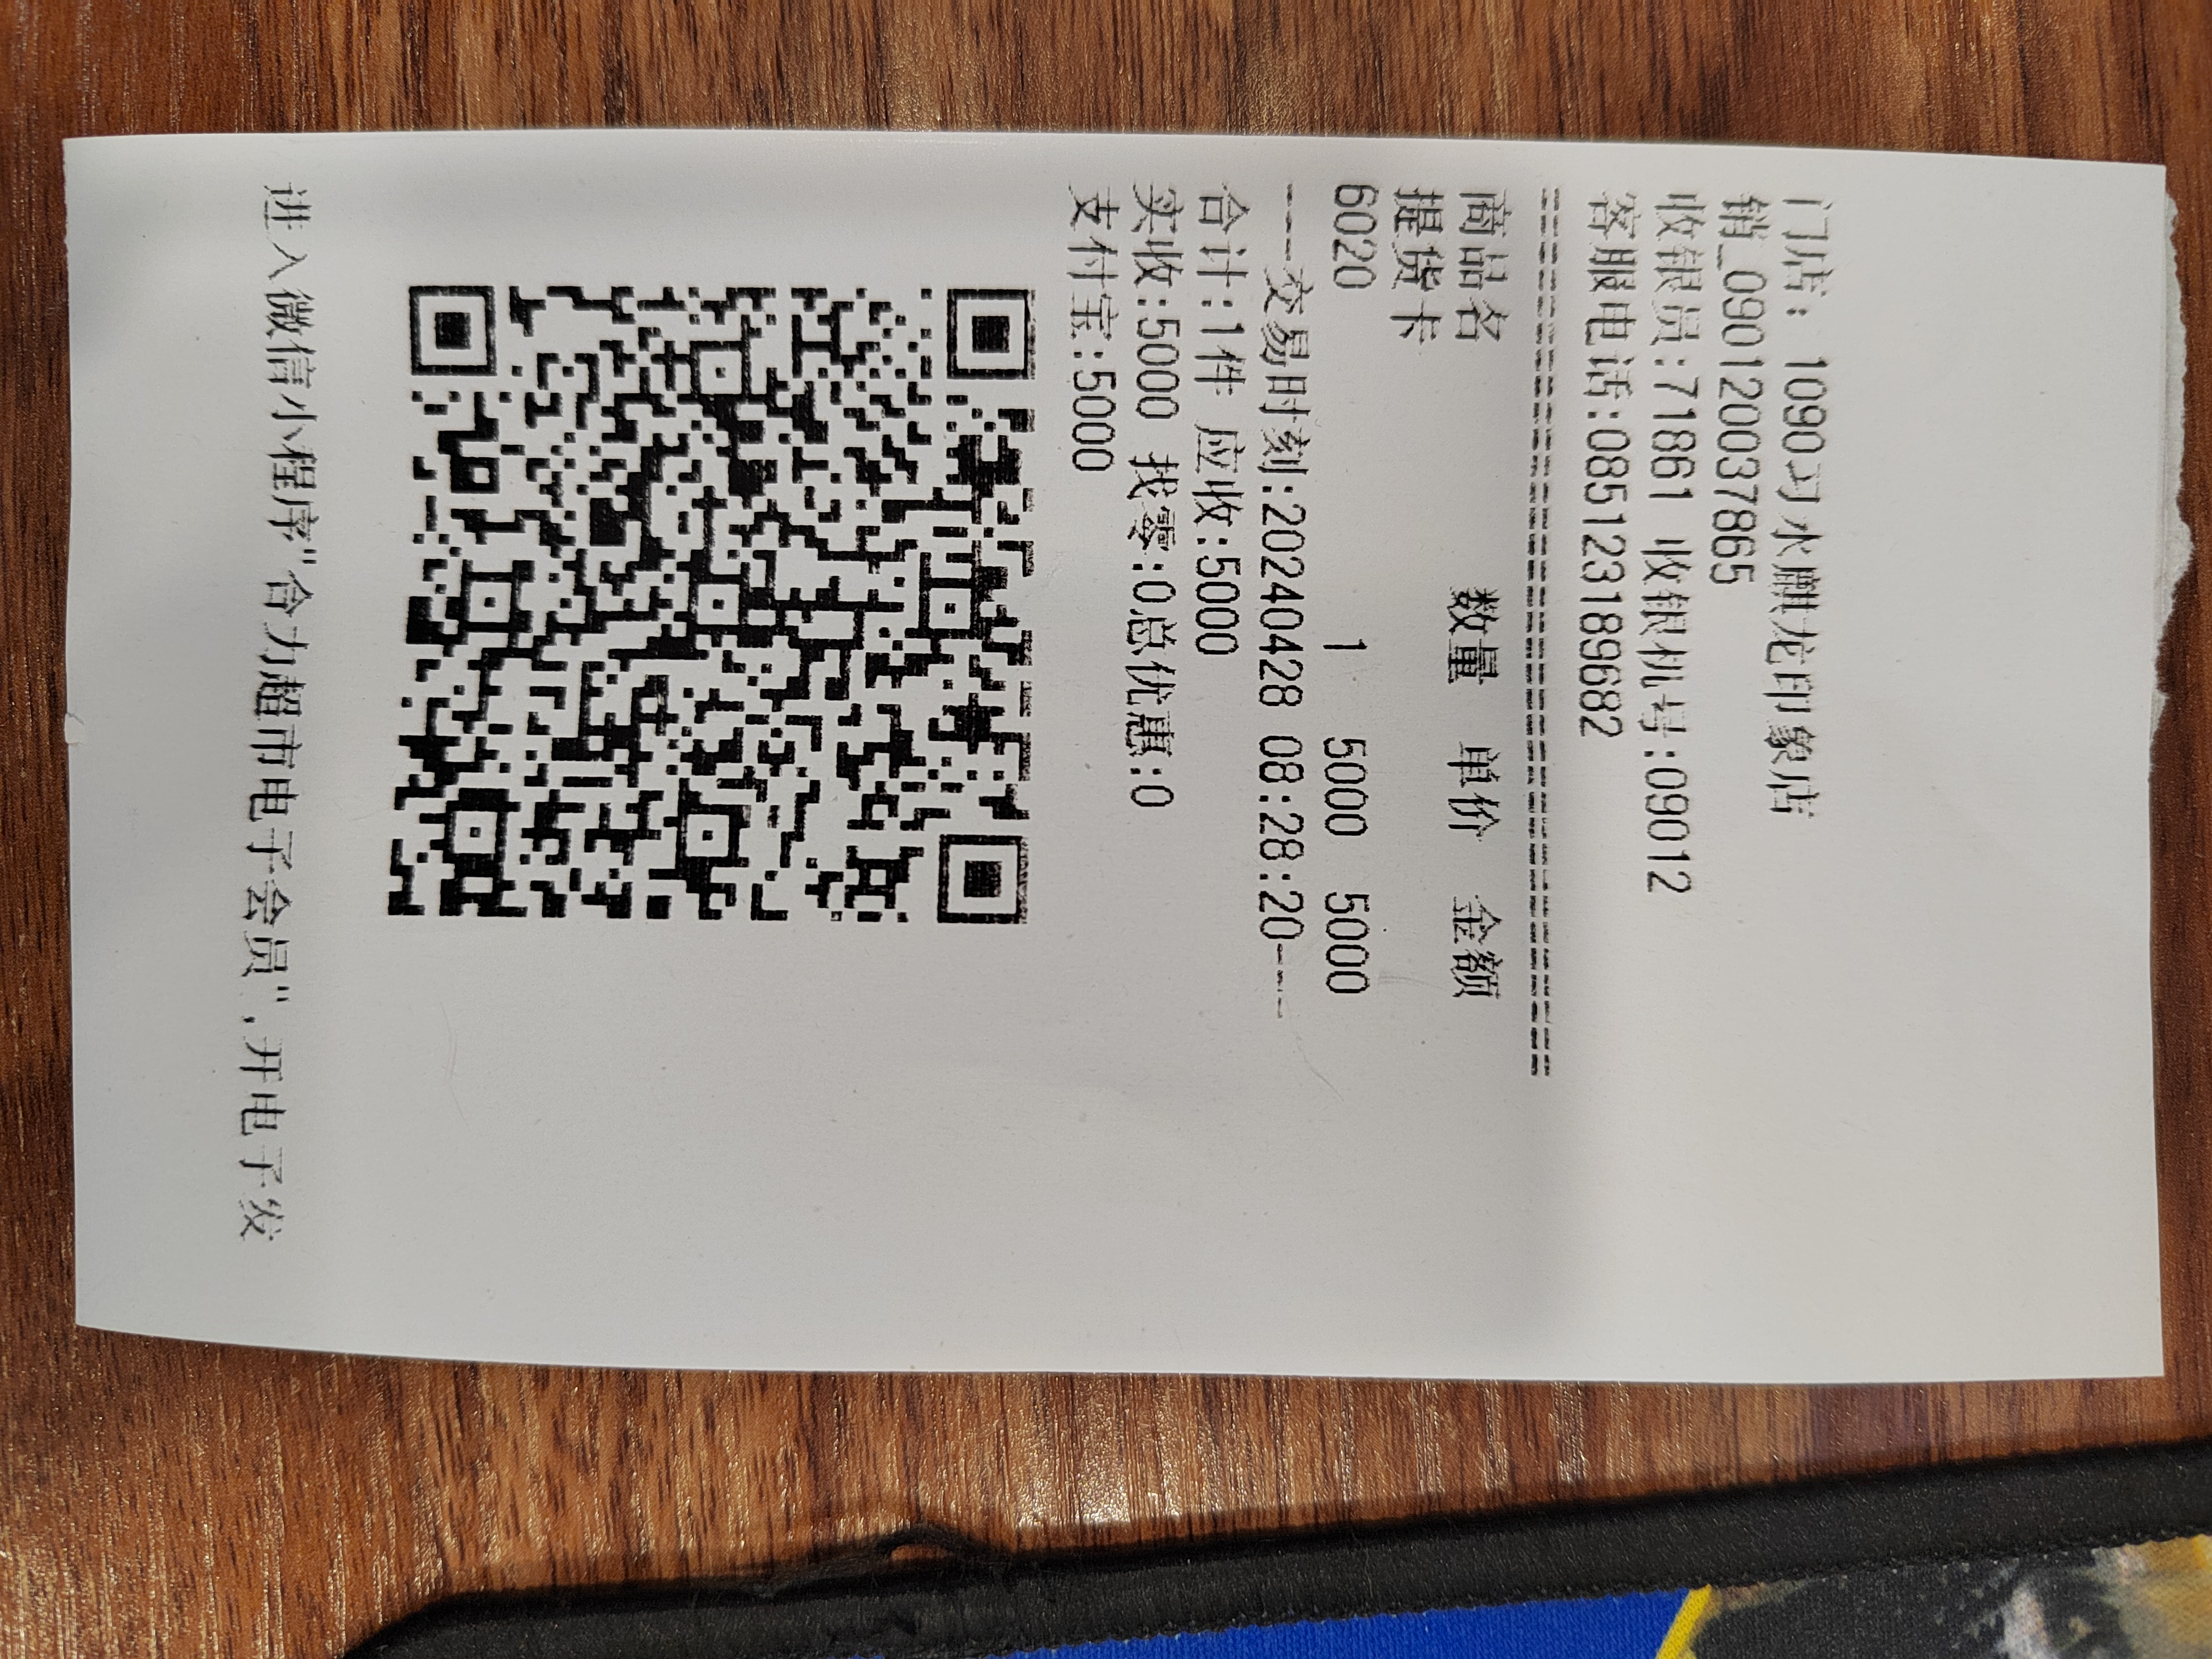 门店: 1090习水麒龙印象店
销_0901200378​65
收银员:71861 收银机号:09012
客服电话:085123189682
========================================
商品名 数量 单价 金额
提货卡
6020 1 5000 5000
----交易时刻:20240428 08:28:20----
合计:1件 应收:5000
实收:5000 找零:0总优惠:0
支付宝:5000
进入微信小程序"合力超市电子会员",开电子发